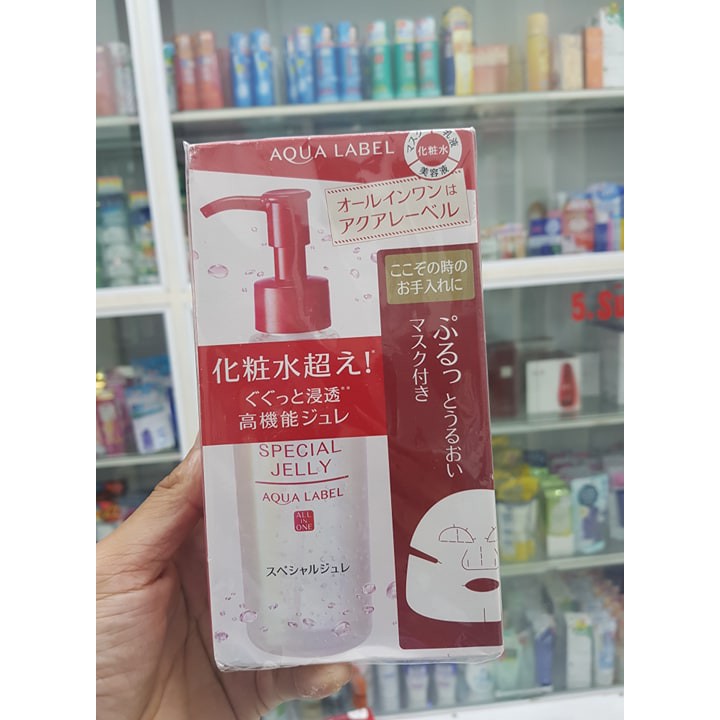 AQUA LABEL
化粧水
美容液
オールインワンは
アクアレーベル
ここぞの時の
お手入れに
ぷるっとうるおい
マスク付き
化粧水超え!
ぐぐっと浸透**
高機能ジュレ
SPECIAL
JELLY
AQUA LABEL
ALL
IN
ONE
スペシャルジュレ